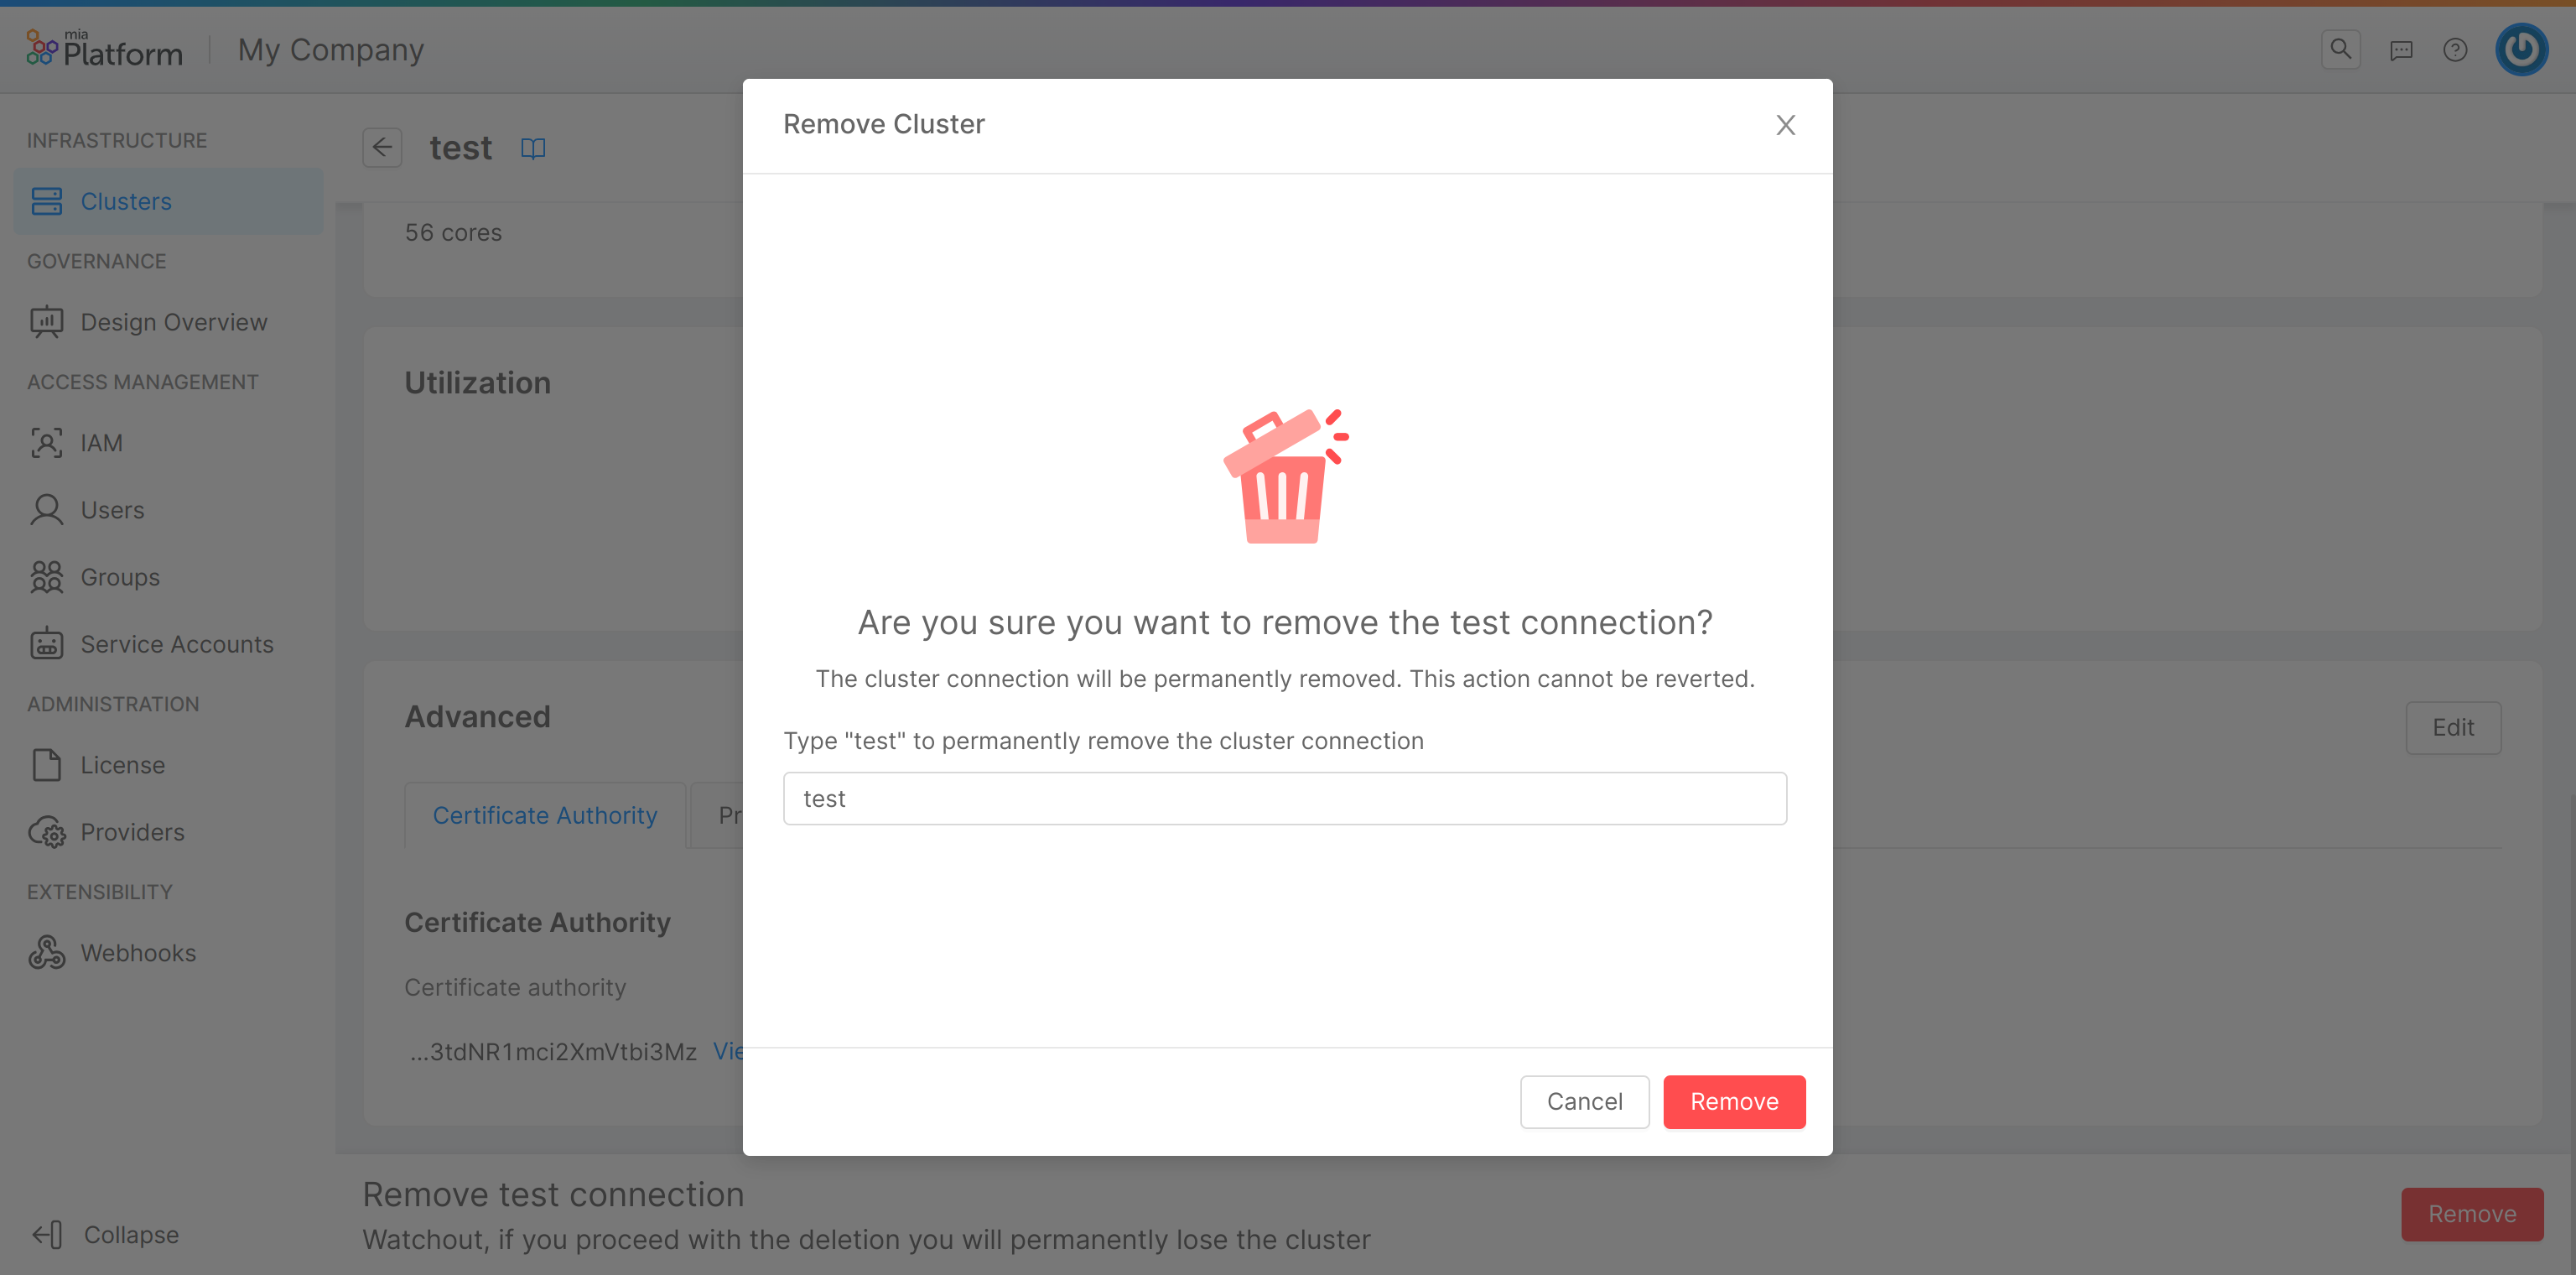 mia
Platform
My Company
INFRASTRUCTURE
Clusters
GOVERNANCE
Design Overview
ACCESS MANAGEMENT
IAM
Users
Groups
Service Accounts
ADMINISTRATION
License
Providers
EXTENSIBILITY
Webhooks
Collapse
test
56 cores
Utilization
Advanced
Edit
Certificate Authority
Pr
Certificate Authority
Certificate authority
...3tdNR1mci2XmVtbi3Mz Vie
Remove test connection
Watchout, if you proceed with the deletion you will permanently lose the cluster
Remove
Remove Cluster
Are you sure you want to remove the test connection?
The cluster connection will be permanently removed. This action cannot be reverted.
Type "test" to permanently remove the cluster connection
test
Cancel
Remove